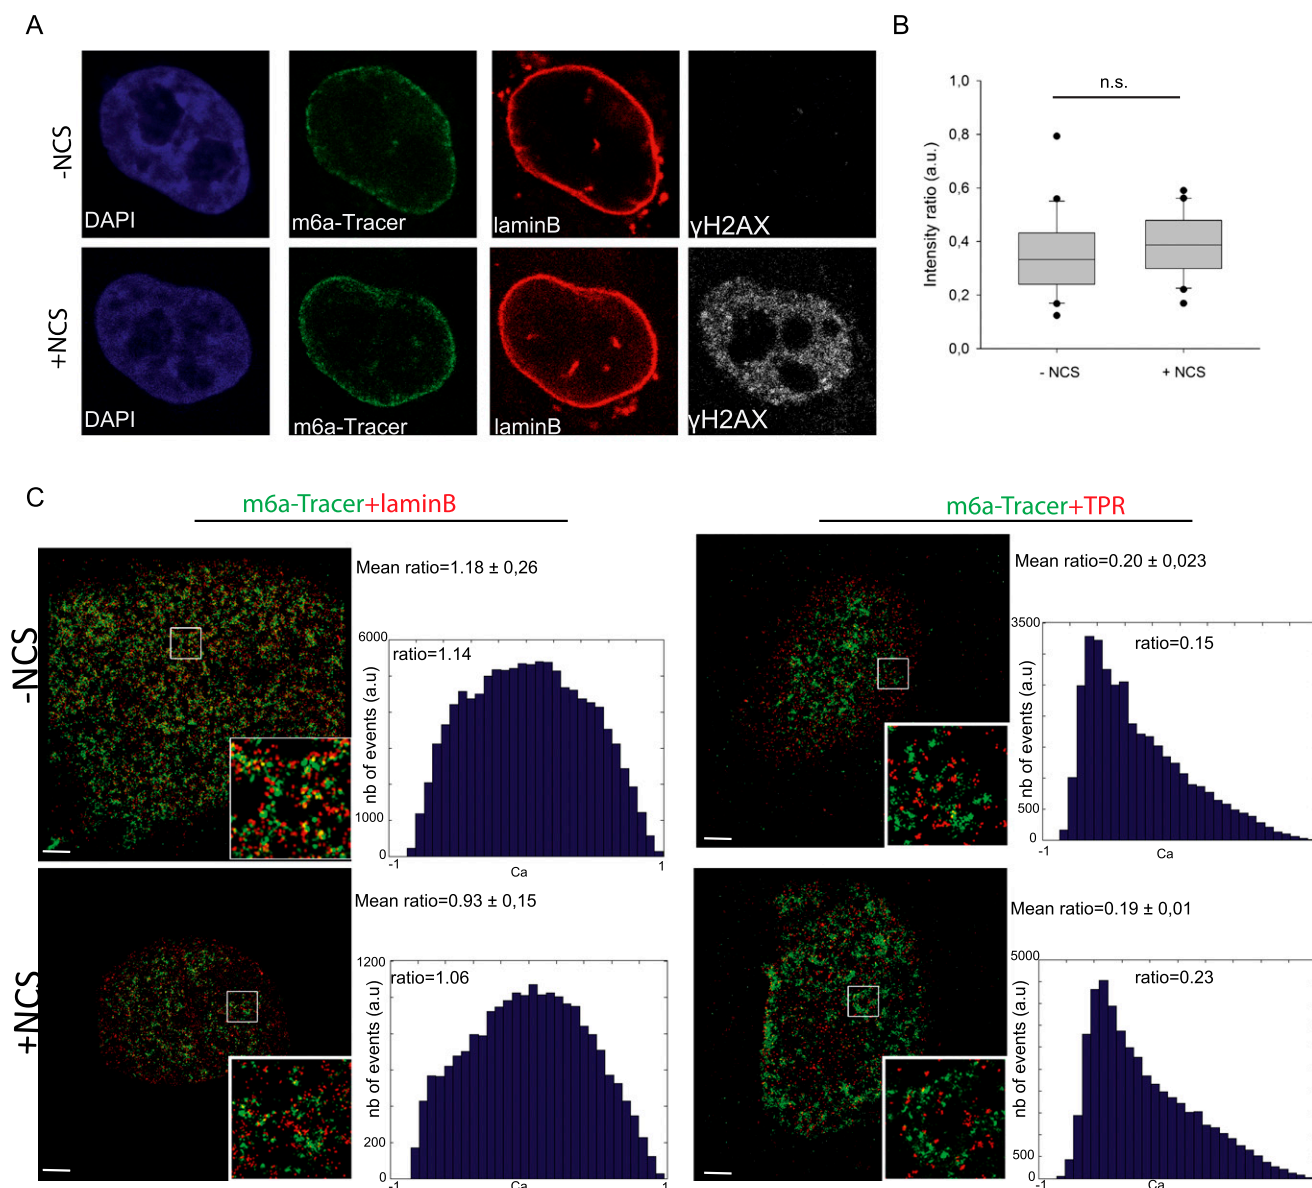 A
-NCS
DAPI
m6a-Tracer
laminB
γH2AX
+NCS
DAPI
m6a-Tracer
laminB
γH2AX
B
n.s.
Intensity ratio (a.u.)
1,0
0,8
0,6
0,4
0,2
0,0
- NCS
+ NCS
C
m6a-Tracer+laminB
m6a-Tracer+TPR
-NCS
Mean ratio=1.18 ± 0,26
ratio=1.14
nb of events (a.u)
6000
1000
0
-1
Ca
1
Mean ratio=0.20 ± 0,023
ratio=0.15
nb of events (a.u)
3500
500
0
-1
Ca
+NCS
Mean ratio=0.93 ± 0,15
ratio=1.06
nb of events (a.u)
1200
200
0
-1
Ca
1
Mean ratio=0.19 ± 0,01
ratio=0.23
nb of events (a.u)
5000
500
0
-1
Ca